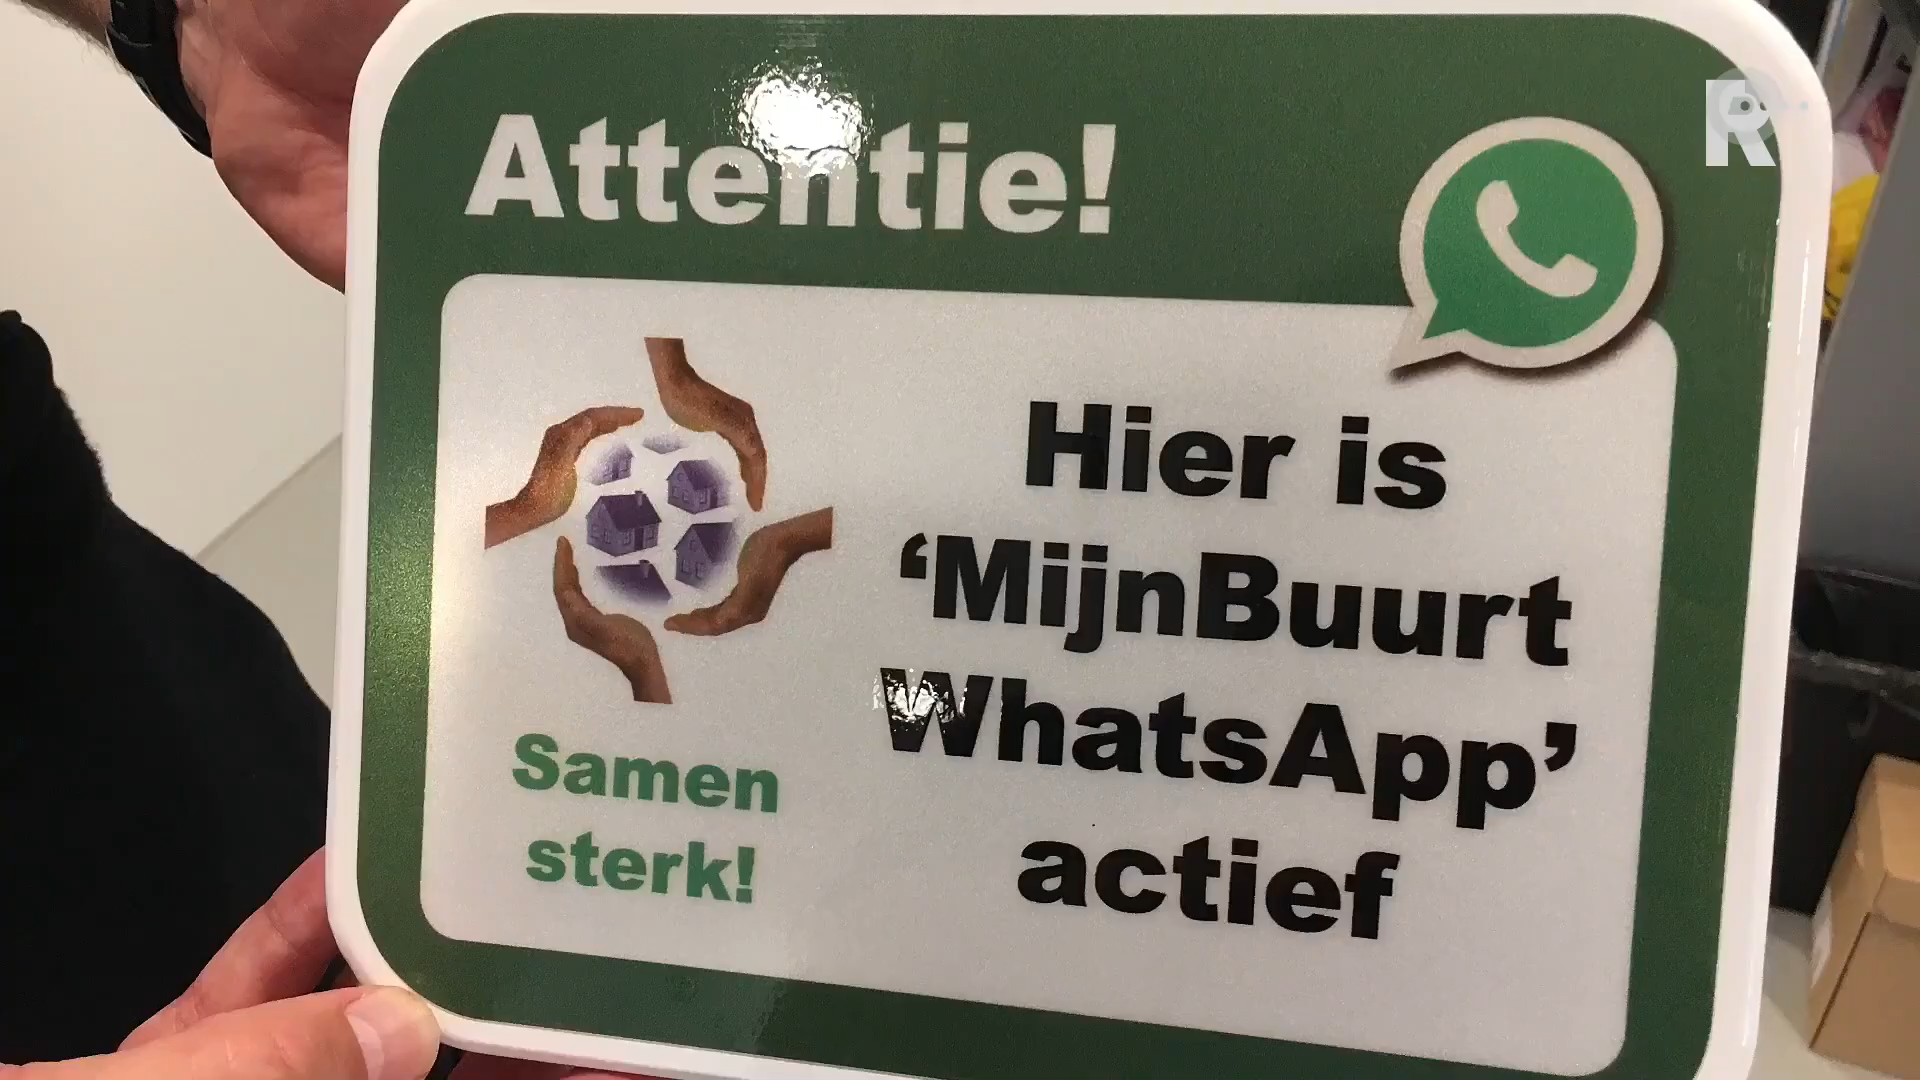 Attentie!
Hier is
‘MijnBuurt
WhatsApp’
actief
Samen
sterk!
R